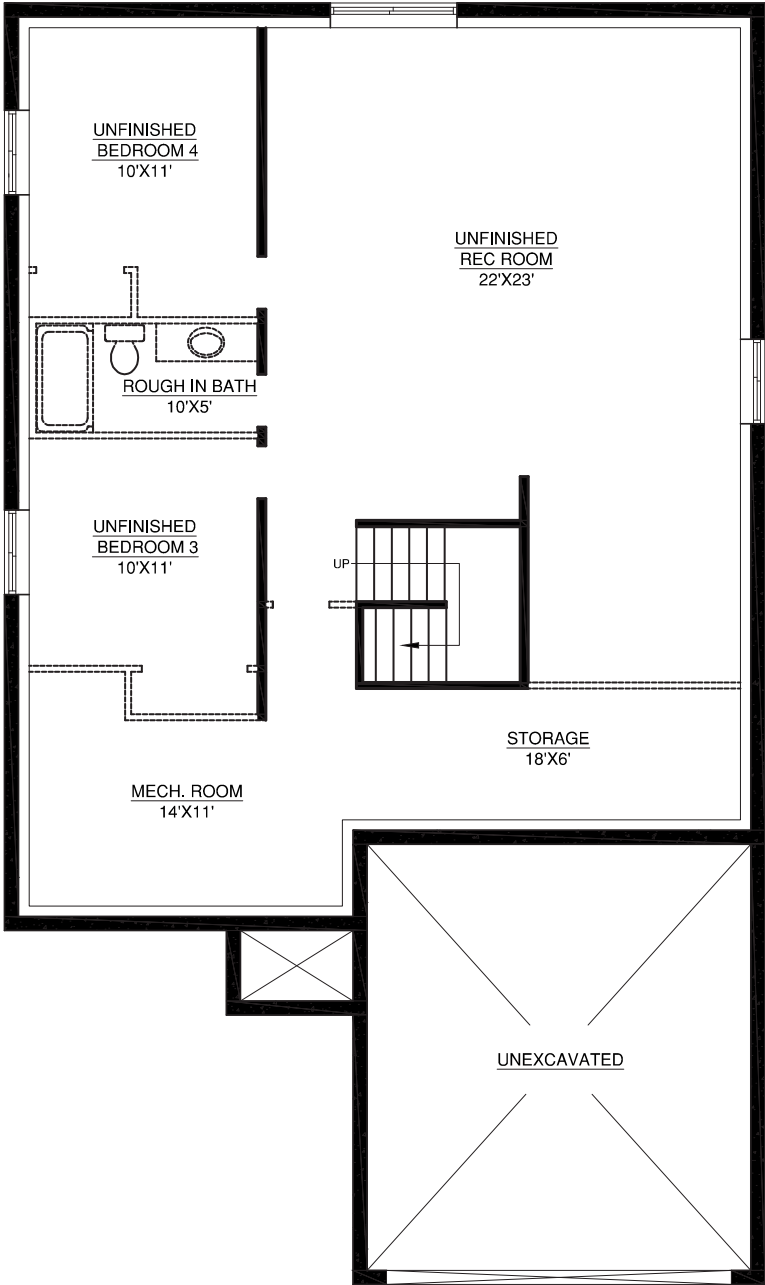 UNFINISHED
BEDROOM 4
10'X11'
UNFINISHED
REC ROOM
22'X23'
ROUGH IN BATH
10'X5'
UNFINISHED
BEDROOM 3
10'X11'
UP
STORAGE
18'X6'
MECH. ROOM
14'X11'
UNEXCAVATED